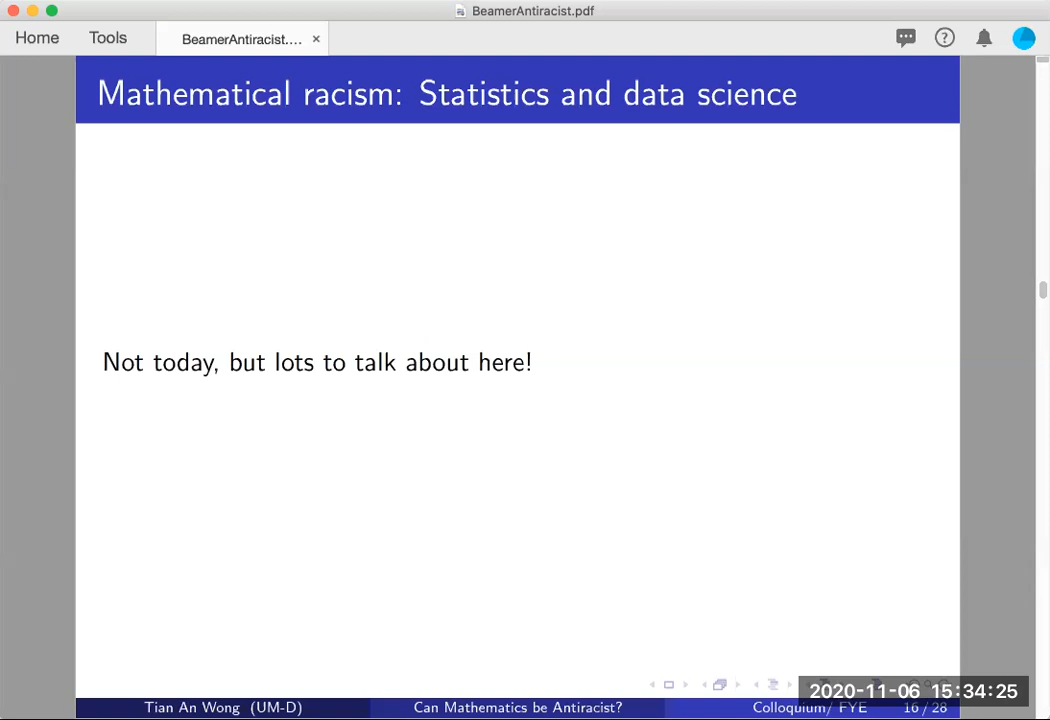 BeamerAntiracist.pdf
Home Tools BeamerAntiracist.... ×
Mathematical racism: Statistics and data science
Not today, but lots to talk about here!
2020-11-06 15:34:25
Tian An Wong (UM-D) Can Mathematics be Antiracist? Colloquium/ FYE 16 / 28